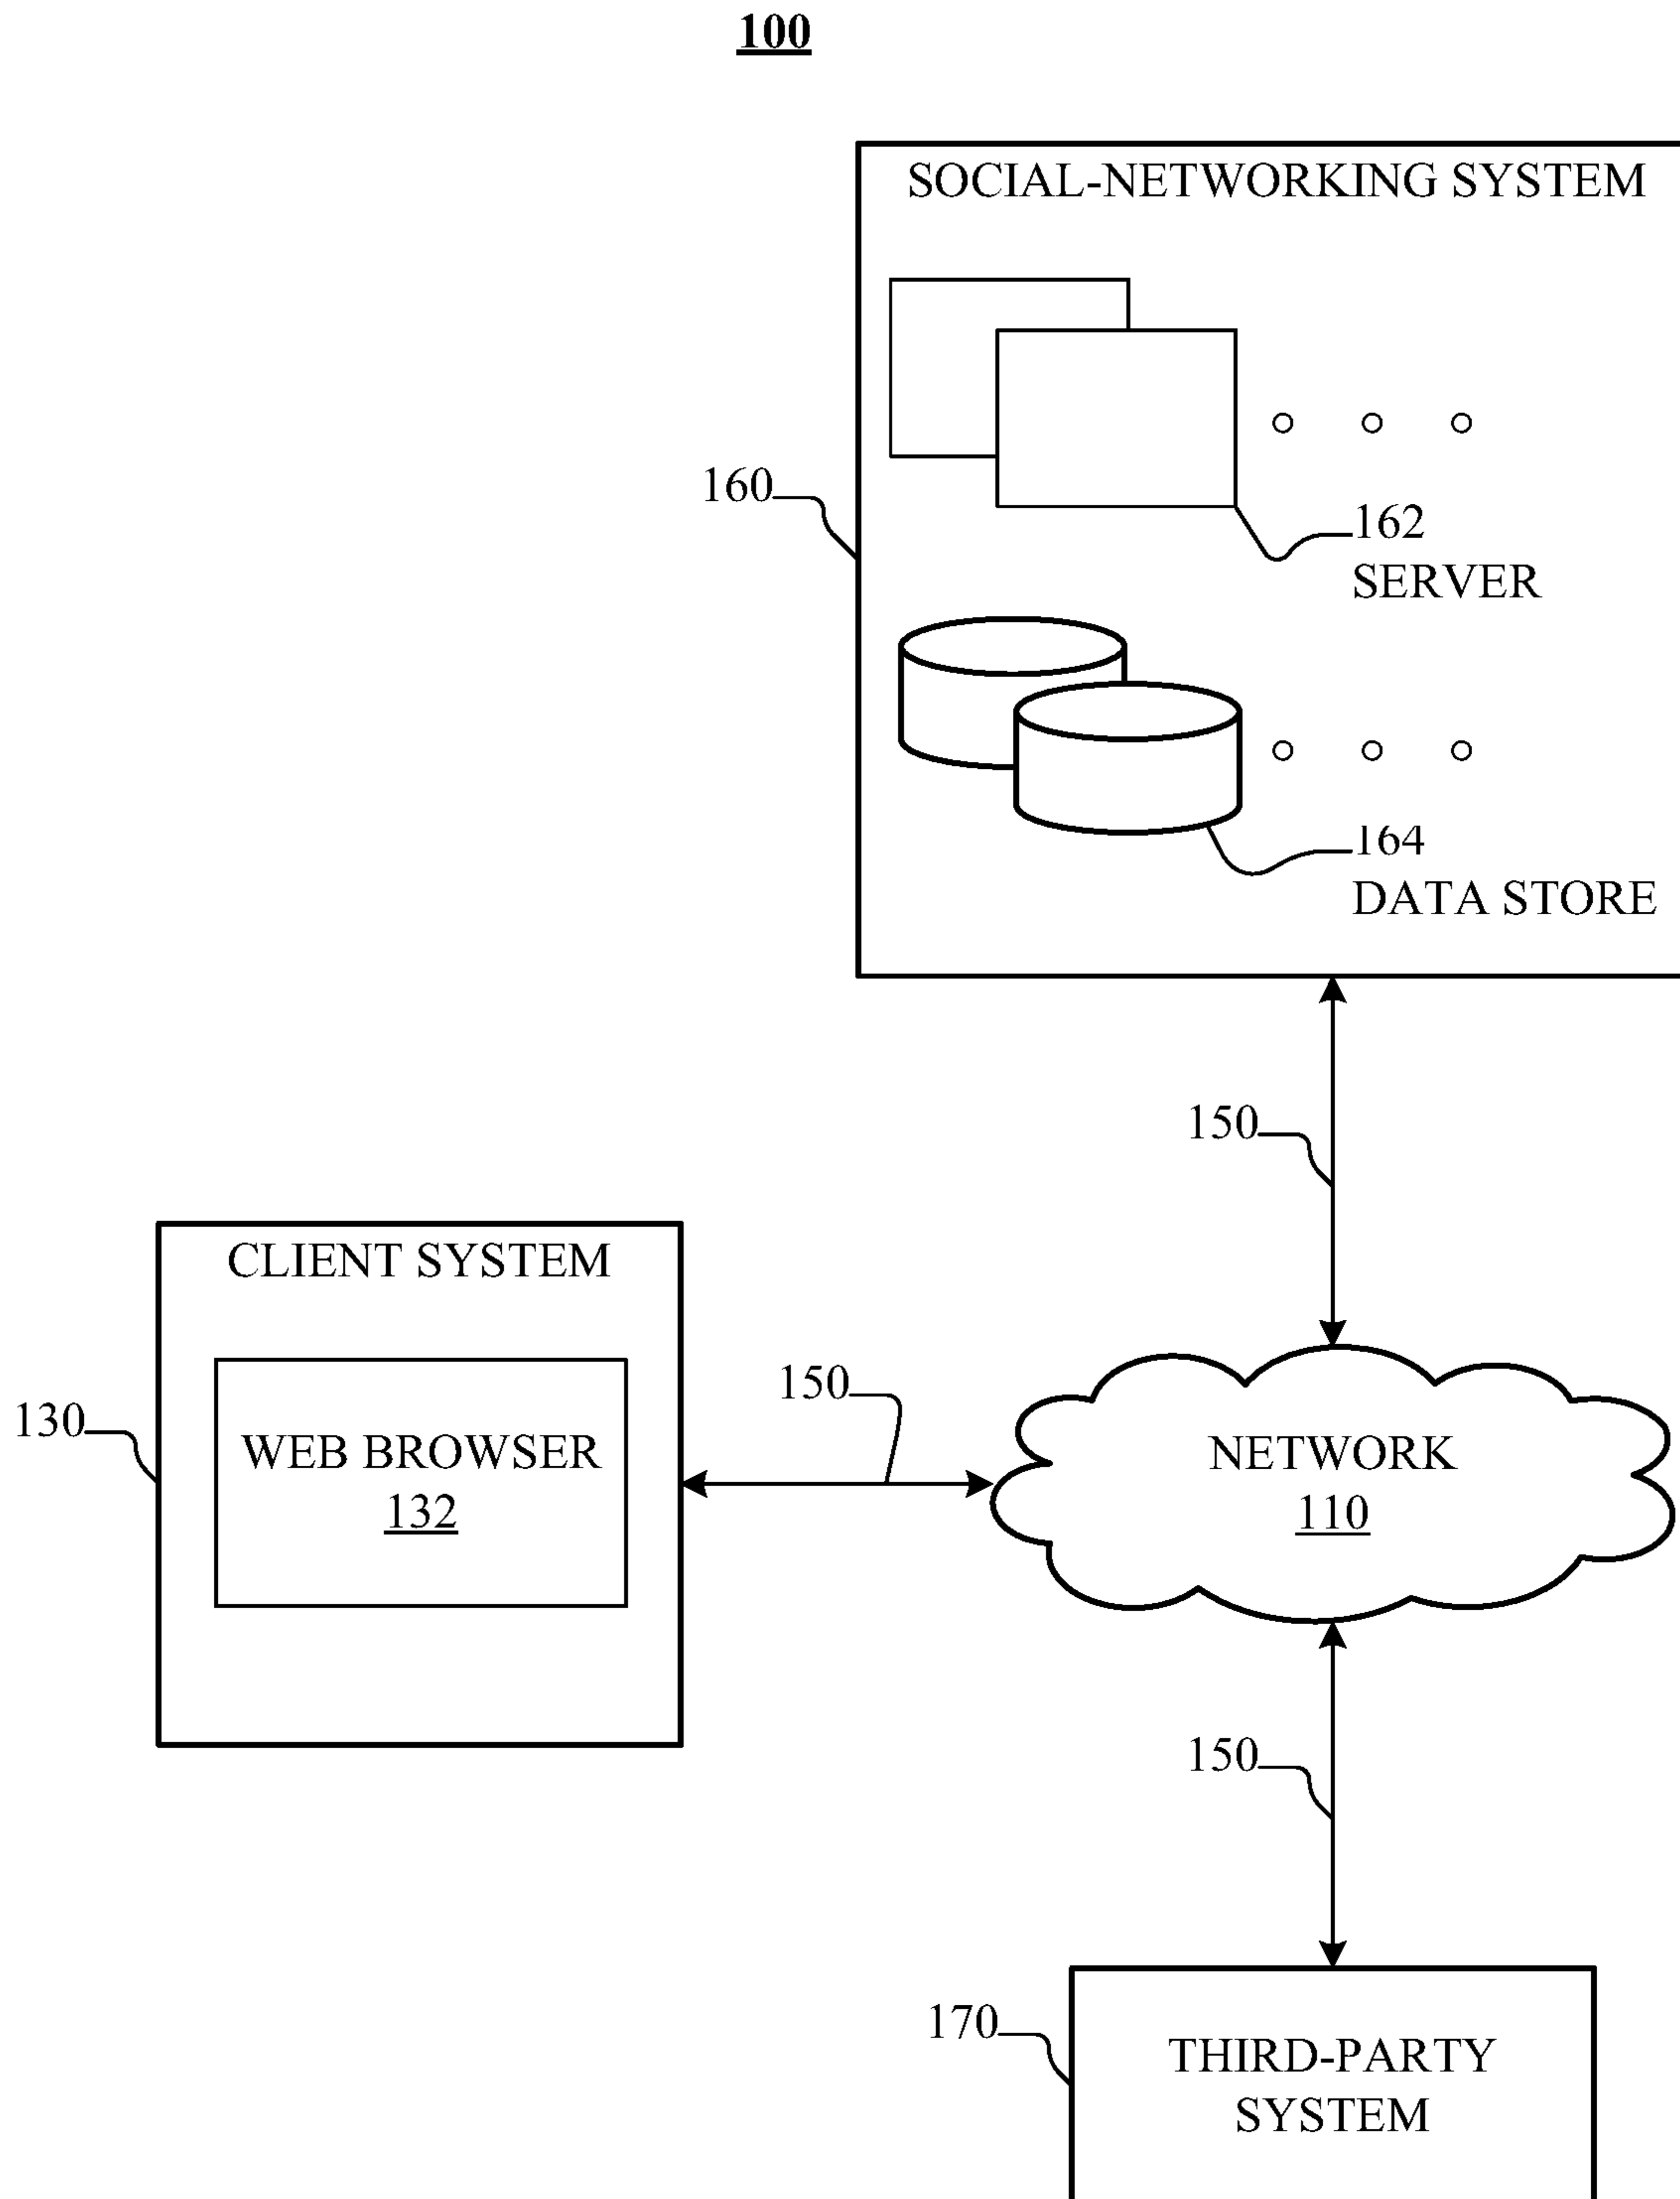 100
SOCIAL-NETWORKING SYSTEM
160
162
SERVER
164
DATA STORE
150
CLIENT SYSTEM
130
WEB BROWSER
132
150
NETWORK
110
150
170
THIRD-PARTY
SYSTEM